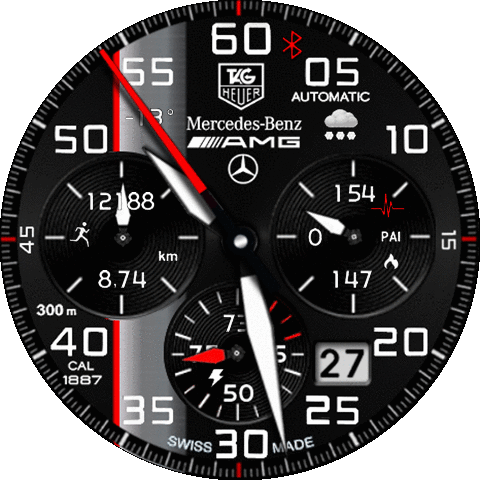 60
55
05
TAG
HEUER
AUTOMATIC
-13°
Mercedes-Benz
AMG
50
10
12188
154
45
0
PAI
15
km
8,74
147
300 m
40
20
CAL
1887
27
50
35
25
SWISS
30
MADE